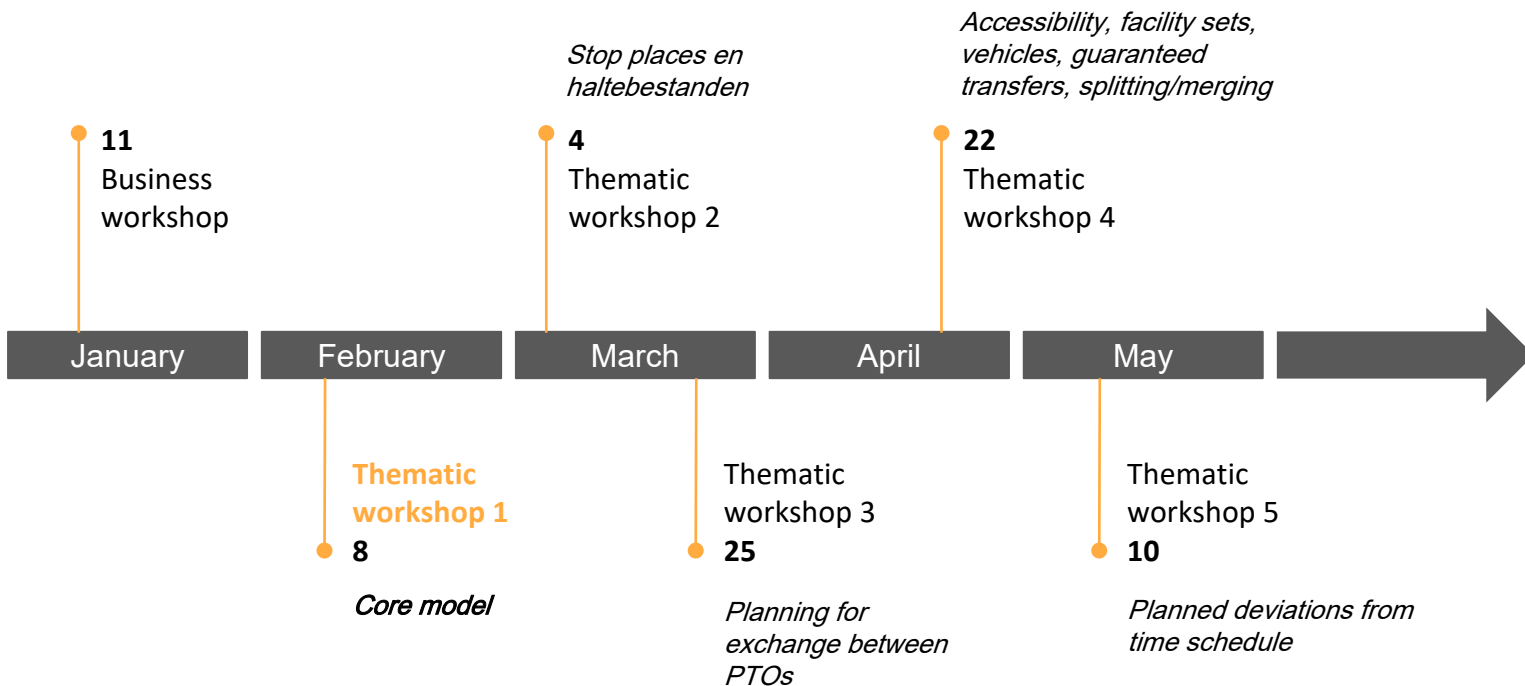 Stop places en
haltebestanden
Accessibility, facility sets,
vehicles, guaranteed
transfers, splitting/merging
11
Business
workshop
4
Thematic
workshop 2
22
Thematic
workshop 4
January
February
March
April
May
Thematic
workshop 1
8
Core model
Thematic
workshop 3
25
Planning for
exchange between
PTOs
Thematic
workshop 5
10
Planned deviations from
time schedule